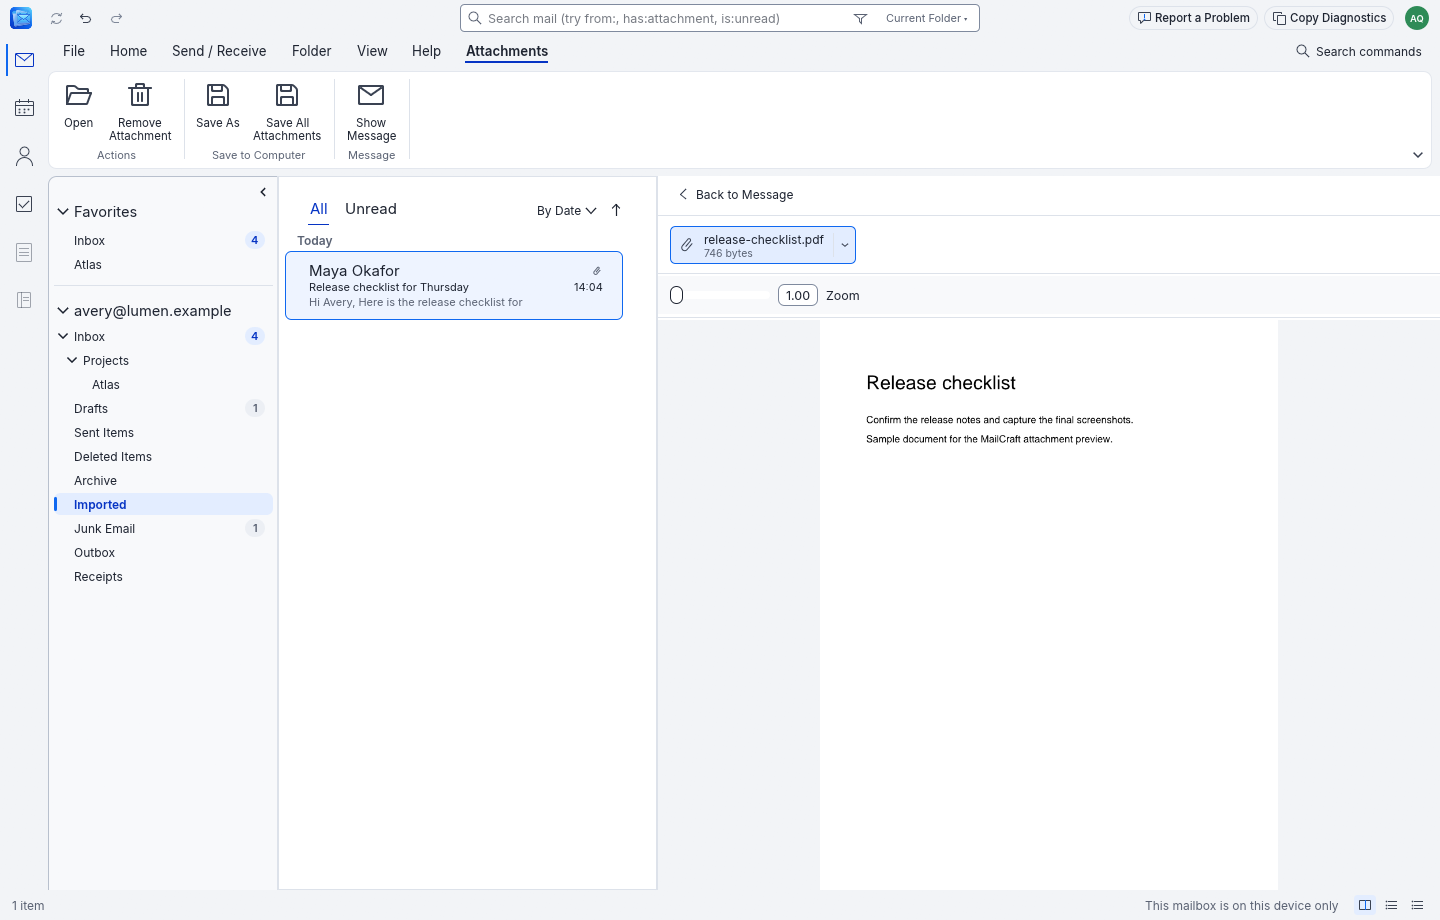 Search mail (try from:, has:attachment, is:unread)
Current Folder
Report a Problem
Copy Diagnostics
AQ
File
Home
Send / Receive
Folder
View
Help
Attachments
Search commands
Open
Remove
Attachment
Actions
Save As
Save All
Attachments
Save to Computer
Show
Message
Message
Favorites
Inbox
4
Atlas
avery@lumen.example
Inbox
4
Projects
Atlas
Drafts
1
Sent Items
Deleted Items
Archive
Imported
Junk Email
1
Outbox
Receipts
All
Unread
By Date
Today
Maya Okafor
Release checklist for Thursday
14:04
Hi Avery, Here is the release checklist for
Back to Message
release-checklist.pdf
746 bytes
1.00
Zoom
Release checklist
Confirm the release notes and capture the final screenshots.
Sample document for the MailCraft attachment preview.
1 item
This mailbox is on this device only